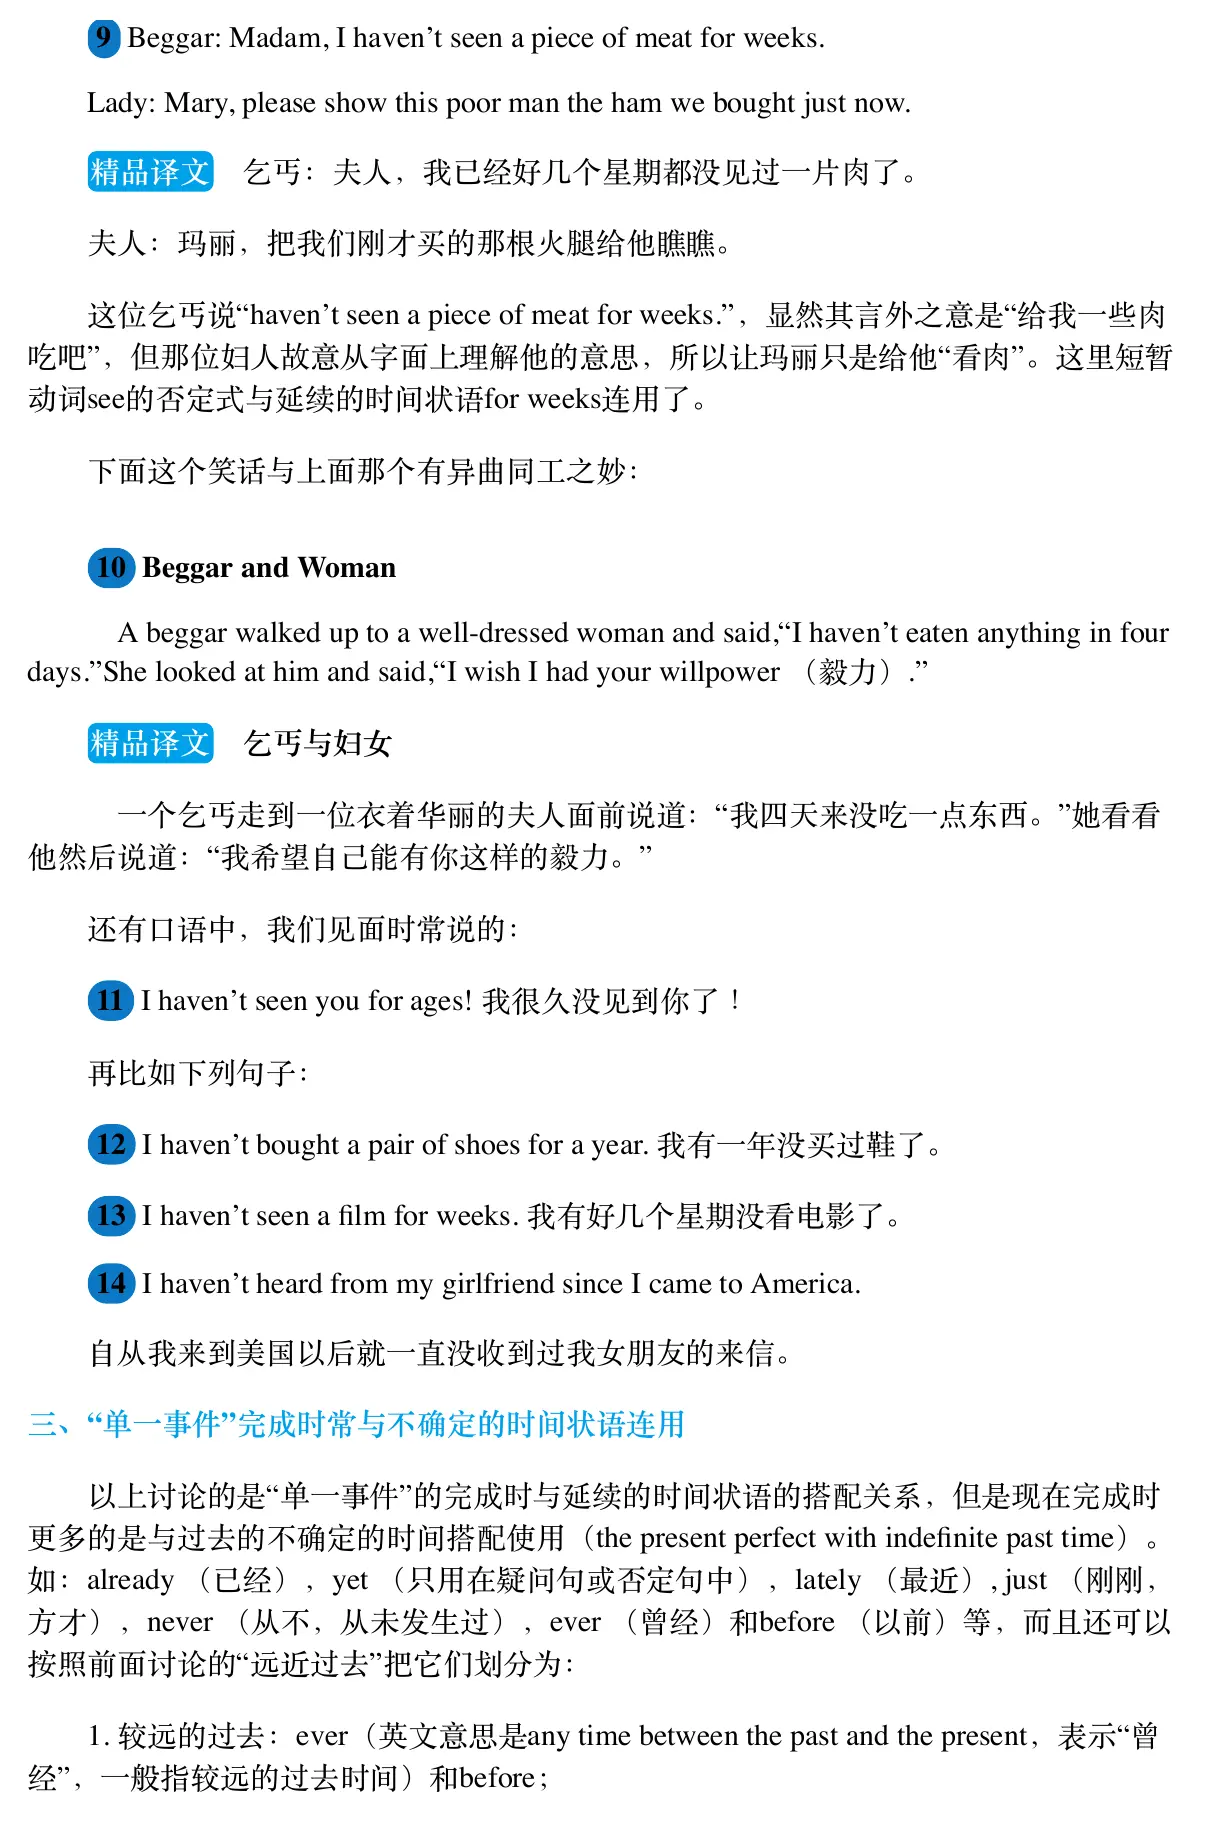 9 Beggar: Madam, I haven’t seen a piece of meat for weeks.
Lady: Mary, please show this poor man the ham we bought just now.
精品译文 乞丐：夫人，我已经好几个星期都没见过一片肉了。
夫人：玛丽，把我们刚才买的那根火腿给他瞧瞧。
这位乞丐说“haven’t seen a piece of meat for weeks.”，显然其言外之意是“给我一些肉
吃吧”，但那位妇人故意从字面上理解他的意思，所以让玛丽只是给他“看肉”。这里短暂
动词see的否定式与延续的时间状语for weeks连用了。
下面这个笑话与上面那个有异曲同工之妙：
10 Beggar and Woman
A beggar walked up to a well-dressed woman and said,“I haven’t eaten anything in four
days.”She looked at him and said,“I wish I had your willpower （毅力）.”
精品译文 乞丐与妇女
一个乞丐走到一位衣着华丽的夫人面前说道：“我四天来没吃一点东西。”她看看
他然后说道：“我希望自己能有你这样的毅力。”
还有口语中，我们见面时常说的：
11 I haven’t seen you for ages! 我很久没见到你了！
再比如下列句子：
12 I haven’t bought a pair of shoes for a year. 我有一年没买过鞋了。
13 I haven’t seen a film for weeks. 我有好几个星期没看电影了。
14 I haven’t heard from my girlfriend since I came to America.
自从我来到美国以后就一直没收到过我女朋友的来信。
三、“单一事件”完成时常与不确定的时间状语连用
以上讨论的是“单一事件”的完成时与延续的时间状语的搭配关系，但是现在完成时
更多的是与过去的不确定的时间搭配使用（the present perfect with indefinite past time）。
如：already （已经），yet （只用在疑问句或否定句中），lately （最近）, just （刚刚，
方才），never （从不，从未发生过），ever （曾经）和before （以前）等，而且还可以
按照前面讨论的“远近过去”把它们划分为：
1. 较远的过去：ever（英文意思是any time between the past and the present，表示“曾
经”，一般指较远的过去时间）和before；